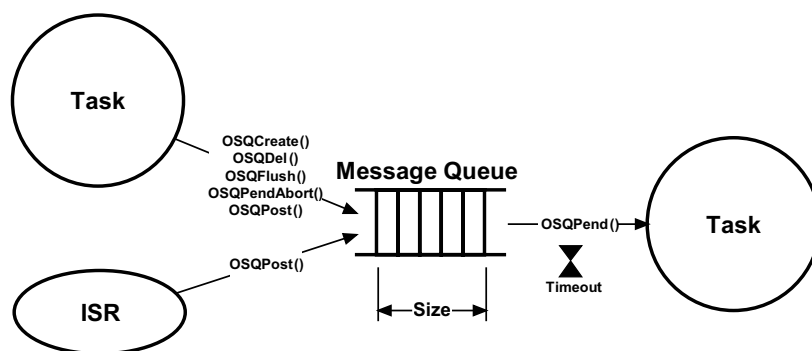 Task
OSQCreate()
OSQDel()
OSQFlush()
OSQPendAbort()
OSQPost()
Message Queue
OSQPend()
Task
Timeout
OSQPost()
ISR
Size